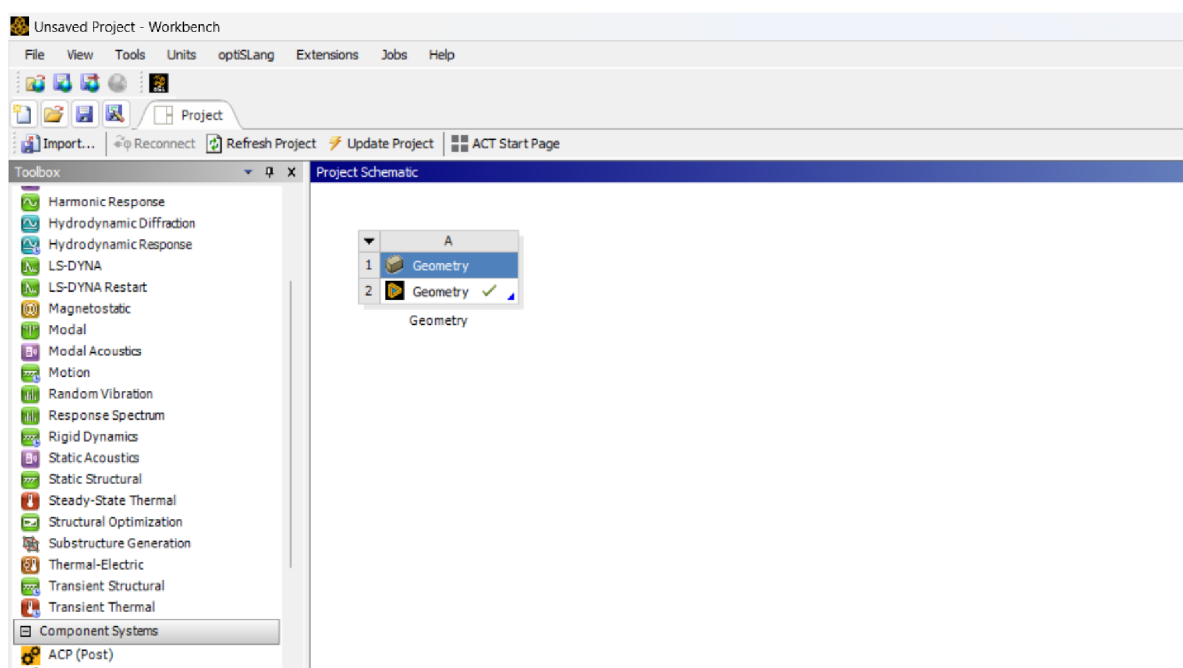 Unsaved Project - Workbench
File View Tools Units optiSLang Extensions Jobs Help
Project
Import... Reconnect Refresh Project Update Project ACT Start Page
Toolbox
Project Schematic
Harmonic Response
Hydrodynamic Diffraction
Hydrodynamic Response
LS-DYNA
LS-DYNA Restart
Magnetostatic
Modal
Modal Acoustics
Motion
Random Vibration
Response Spectrum
Rigid Dynamics
Static Acoustics
Static Structural
Steady-State Thermal
Structural Optimization
Substructure Generation
Thermal-Electric
Transient Structural
Transient Thermal
Component Systems
ACP (Post)
A
1 Geometry
2 Geometry
Geometry